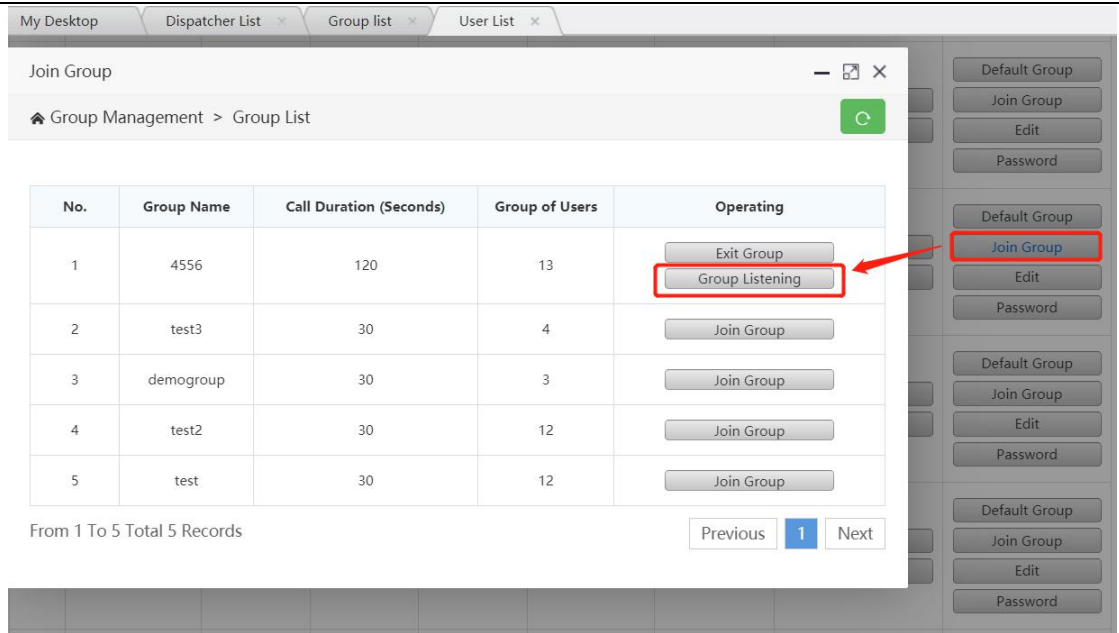 My Desktop Dispatcher List Group list User List
Join Group
Group Management > Group List
No. Group Name Call Duration (Seconds) Group of Users Operating
1 4556 120 13 Exit Group
Group Listening
2 test3 30 4 Join Group
3 demogroup 30 3 Join Group
4 test2 30 12 Join Group
5 test 30 12 Join Group
From 1 To 5 Total 5 Records Previous 1 Next
Default Group
Join Group
Edit
Password
Default Group
Join Group
Edit
Password
Default Group
Join Group
Edit
Password
Default Group
Join Group
Edit
Password